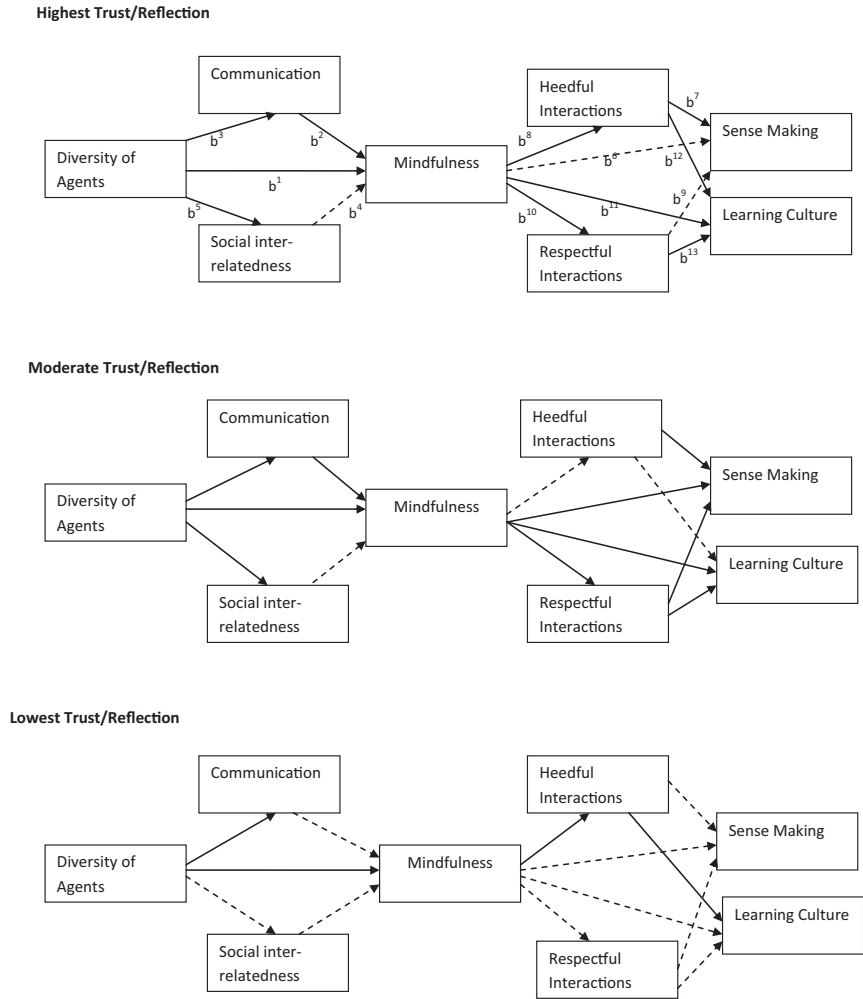 Highest Trust/Reflection
Communication
Heedful
Interactions
b⁷
Sense Making
b³
b²
b⁸
Diversity of
Agents
Mindfulness
b⁶
b¹²
b¹
b⁹
b⁵
b⁴
b¹⁰
b¹¹
Learning Culture
Social inter-
relatedness
Respectful
Interactions
b¹³
Moderate Trust/Reflection
Communication
Heedful
Interactions
Sense Making
Diversity of
Agents
Mindfulness
Learning Culture
Social inter-
relatedness
Respectful
Interactions
Lowest Trust/Reflection
Communication
Heedful
Interactions
Sense Making
Diversity of
Agents
Mindfulness
Learning Culture
Social inter-
relatedness
Respectful
Interactions